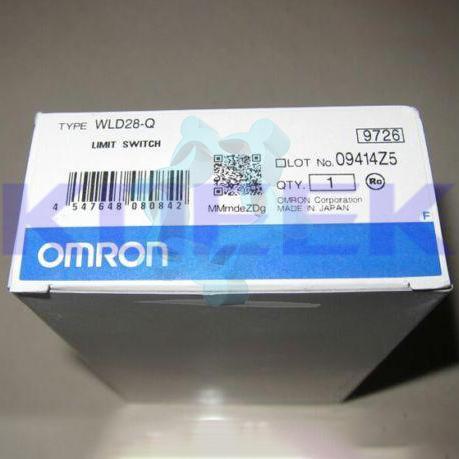 TYPE WLD28-Q
LIMIT SWITCH
9726
LOT No. 09414Z5
QTY. 1 Ro
4 547648 080842
MMmdeZDg
OMRON Corporation
MADE IN JAPAN
F
OMRON